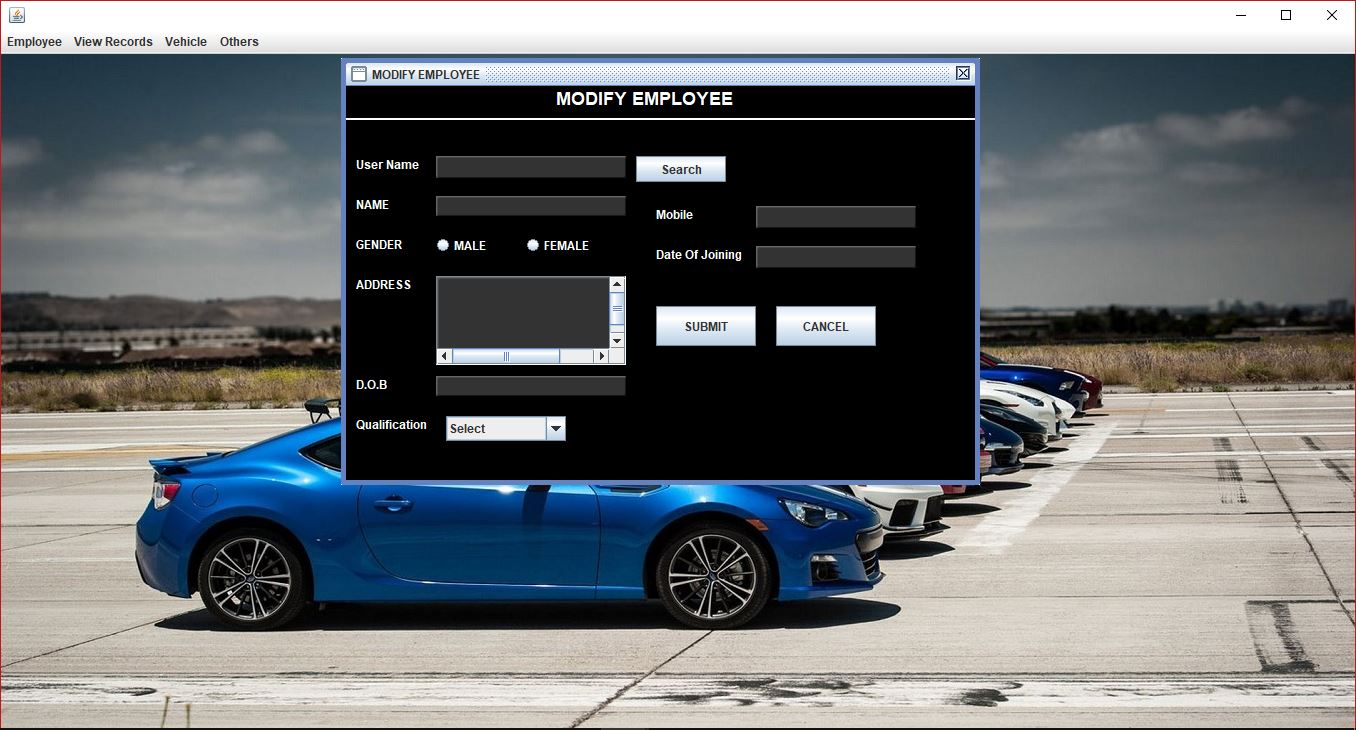 Employee View Records Vehicle Others
MODIFY EMPLOYEE
MODIFY EMPLOYEE
User Name Search
NAME
Mobile
GENDER MALE FEMALE
Date Of Joining
ADDRESS
SUBMIT CANCEL
D.O.B
Qualification Select